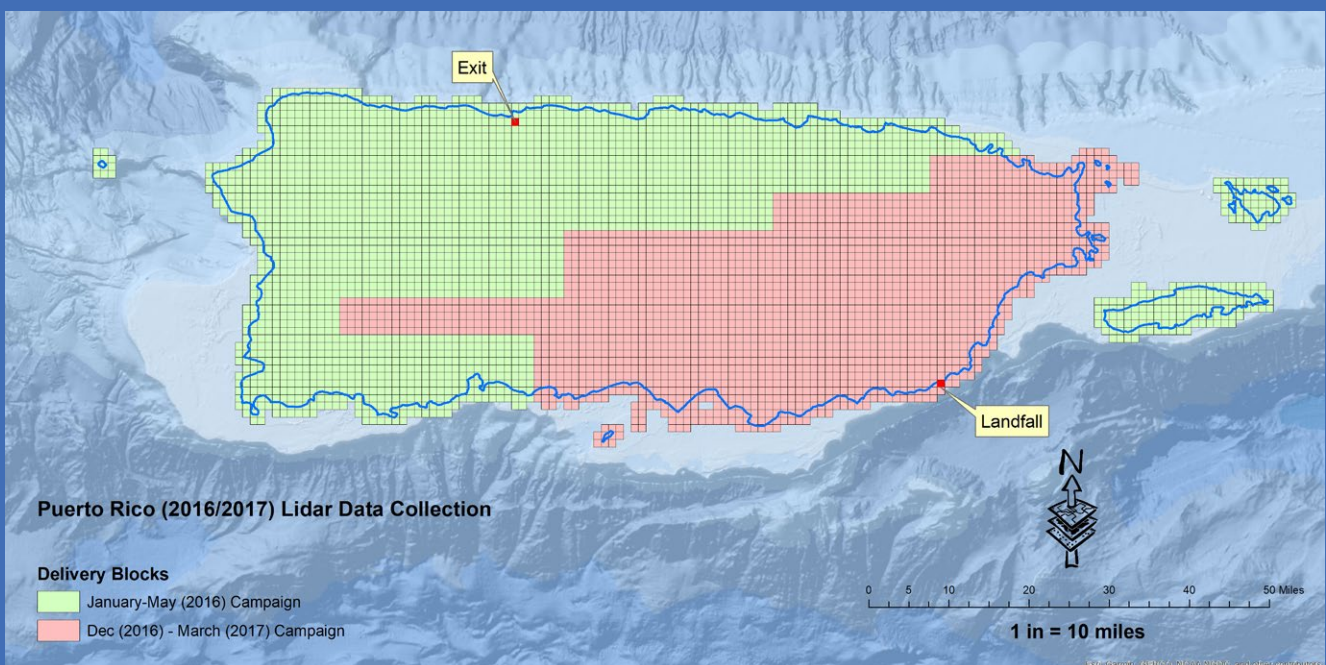 Exit
Landfall
N
Puerto Rico (2016/2017) Lidar Data Collection
Delivery Blocks
January-May (2016) Campaign
Dec (2016) - March (2017) Campaign
0 5 10 20 30 40 50 Miles
1 in = 10 miles